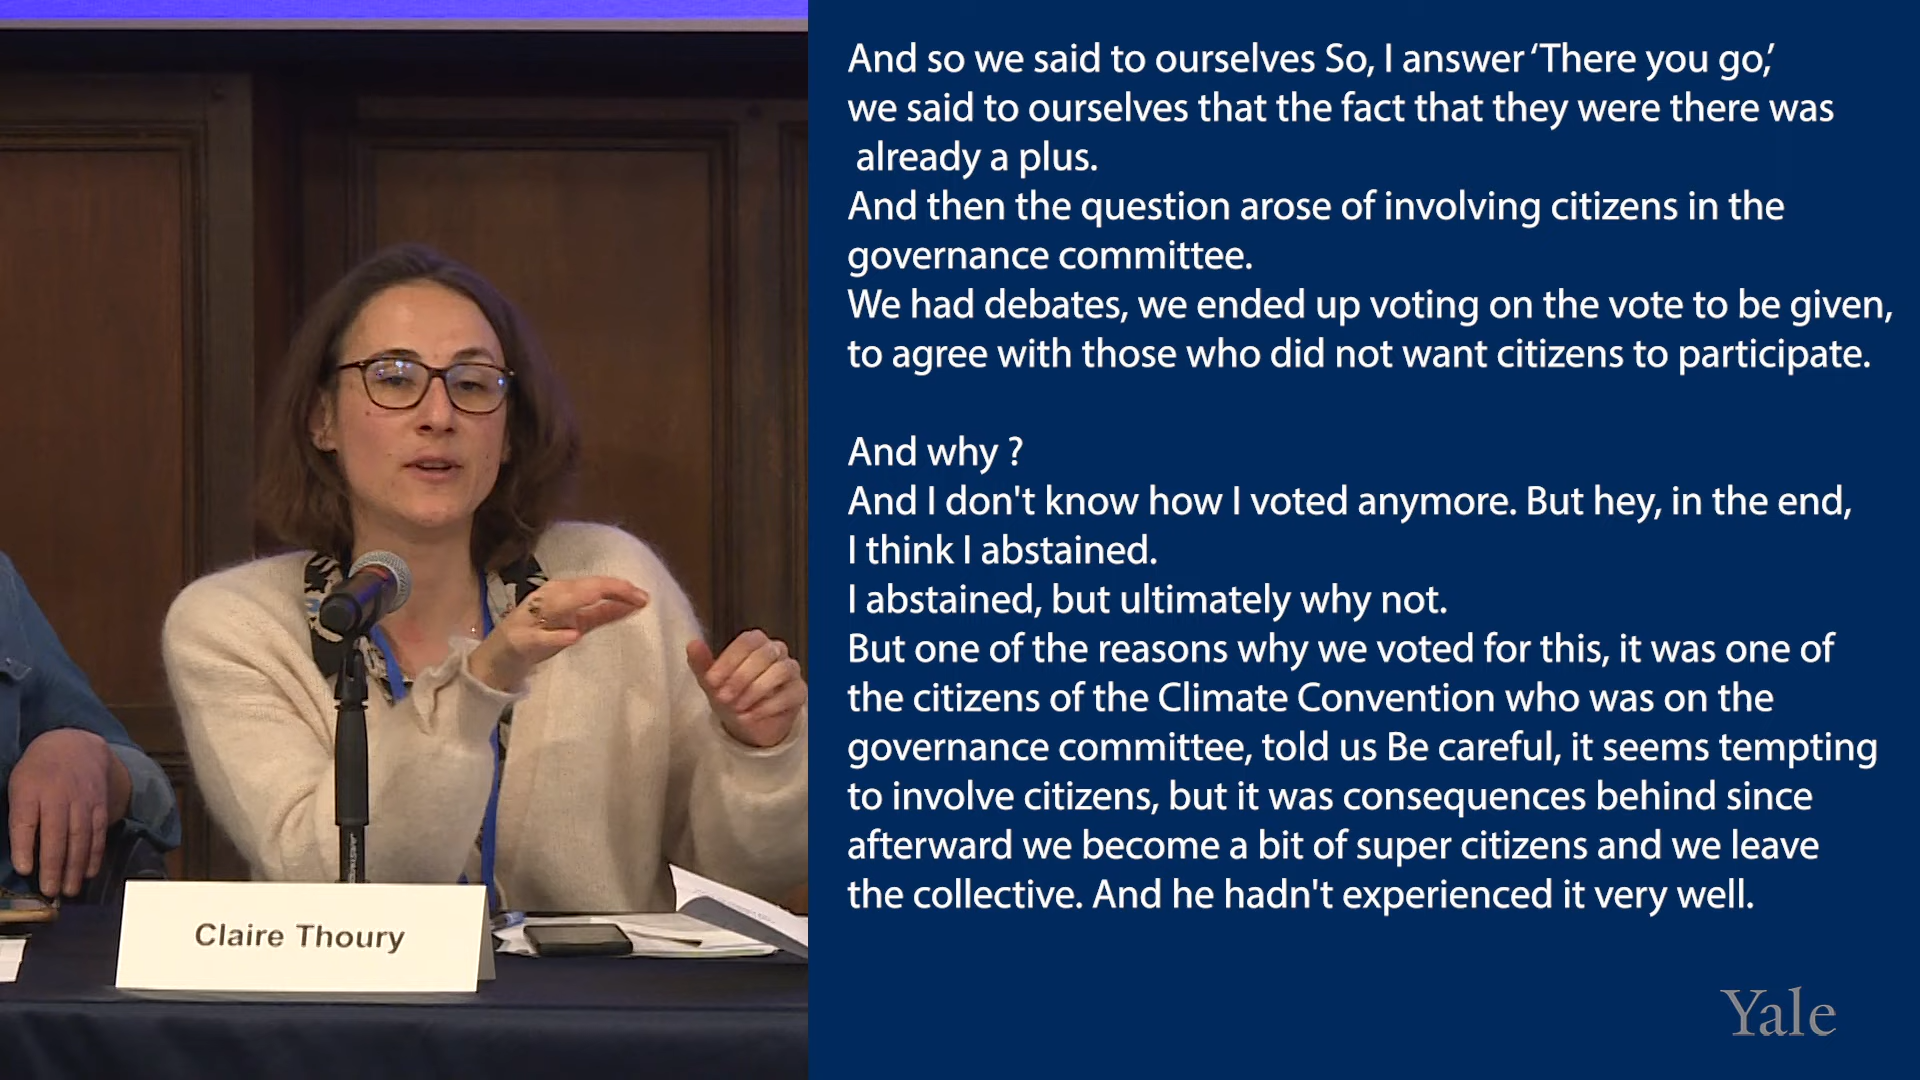 And so we said to ourselves So, I answer ‘There you go,’
we said to ourselves that the fact that they were there was
already a plus.
And then the question arose of involving citizens in the
governance committee.
We had debates, we ended up voting on the vote to be given,
to agree with those who did not want citizens to participate.
And why ?
And I don't know how I voted anymore. But hey, in the end,
I think I abstained.
I abstained, but ultimately why not.
But one of the reasons why we voted for this, it was one of
the citizens of the Climate Convention who was on the
governance committee, told us Be careful, it seems tempting
to involve citizens, but it was consequences behind since
afterward we become a bit of super citizens and we leave
the collective. And he hadn't experienced it very well.
Claire Thoury
Yale